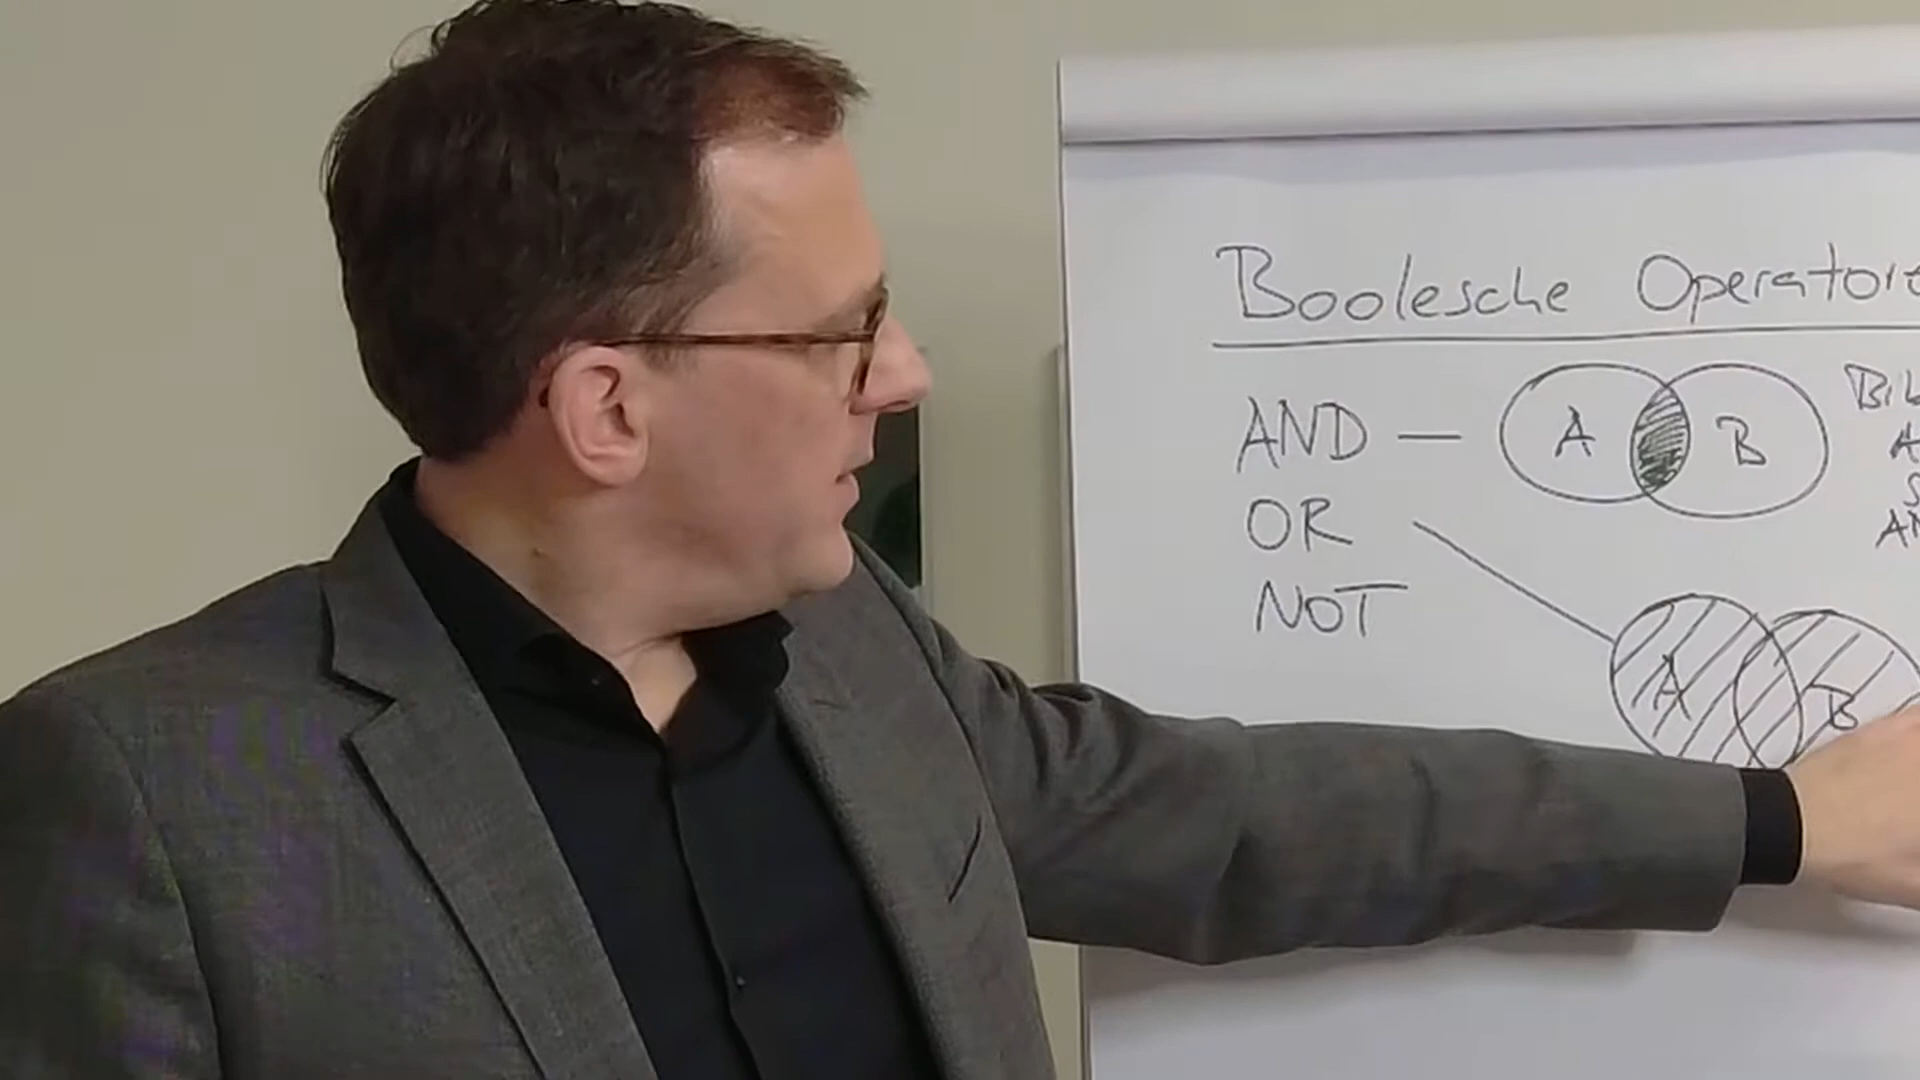 Boolesche Operatore
AND — A B
OR
NOT
A B